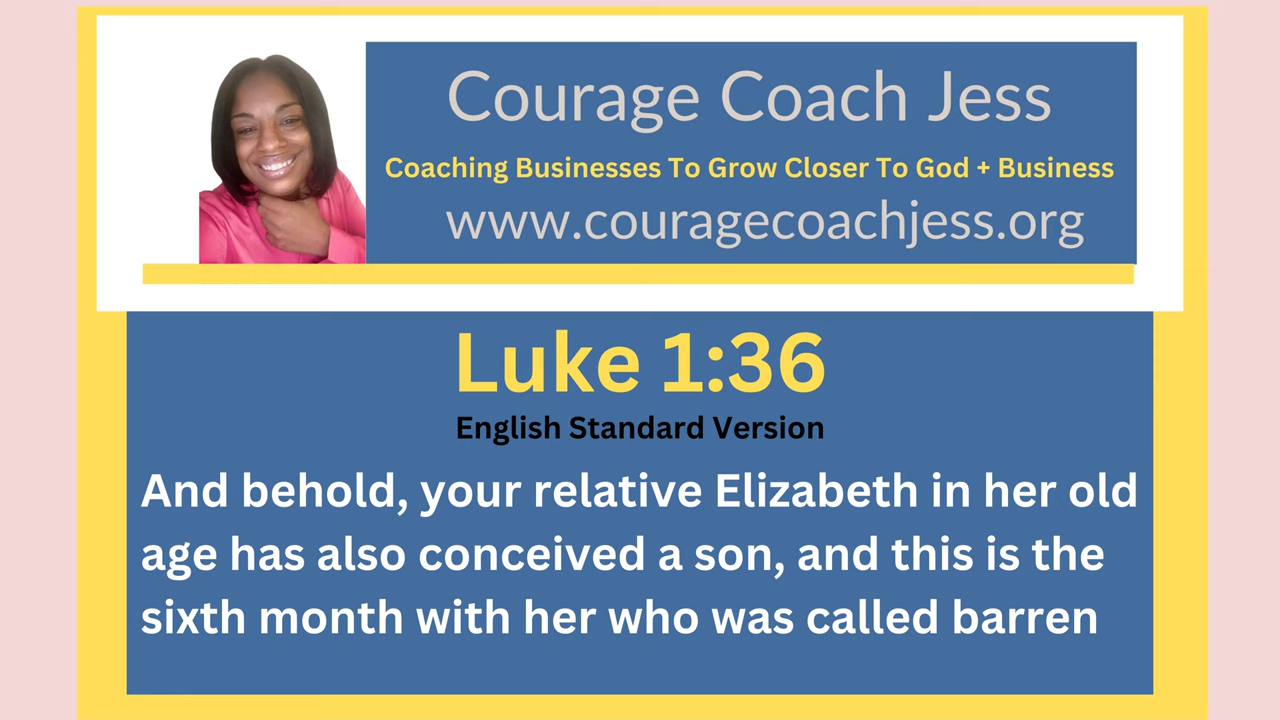 Courage Coach Jess
Coaching Businesses To Grow Closer To God + Business
www.couragecoachjess.org
Luke 1:36
English Standard Version
And behold, your relative Elizabeth in her old
age has also conceived a son, and this is the
sixth month with her who was called barren